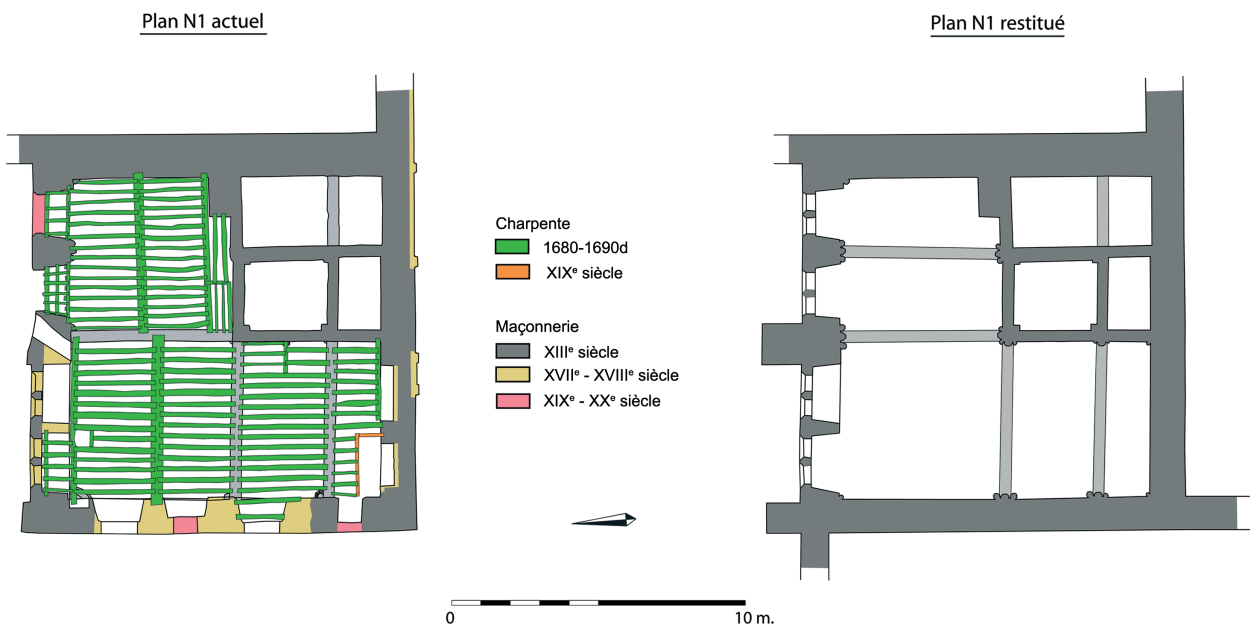 Plan N1 actuel
Plan N1 restitué
Charpente
1680-1690d
XIXᵉ siècle
Maçonnerie
XIIIᵉ siècle
XVIIᵉ - XVIIIᵉ siècle
XIXᵉ - XXᵉ siècle
0 10 m.